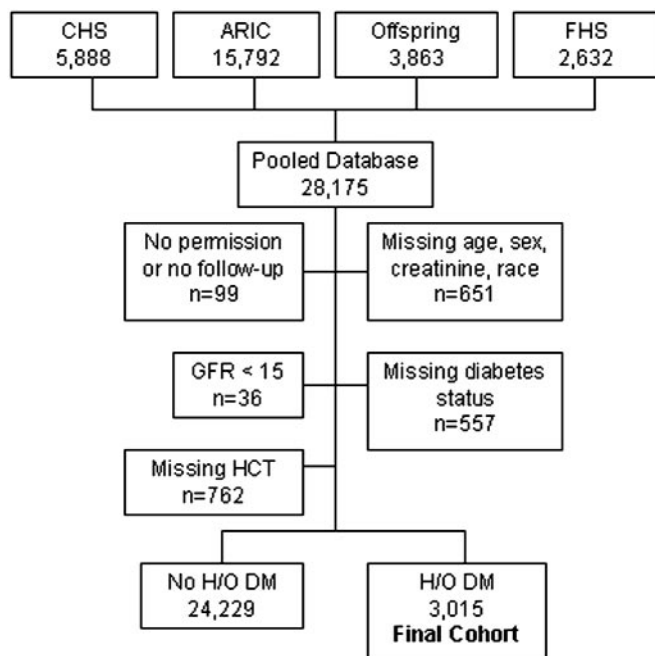 CHS
5,888
ARIC
15,792
Offspring
3,863
FHS
2,632
Pooled Database
28,175
No permission
or no follow-up
n=99
Missing age, sex,
creatinine, race
n=651
GFR < 15
n=36
Missing diabetes
status
n=557
Missing HCT
n=762
No H/O DM
24,229
H/O DM
3,015
Final Cohort